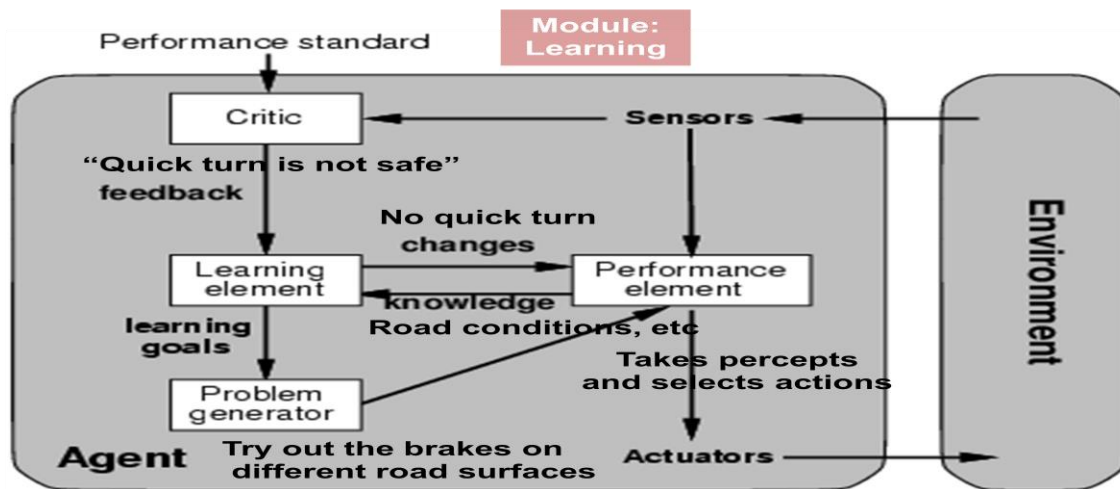 Module:
Learning
Performance standard
Critic
Sensors
“Quick turn is not safe”
feedback
No quick turn
changes
Learning
element
Performance
element
knowledge
Road conditions, etc
learning
goals
Takes percepts
and selects actions
Problem
generator
Try out the brakes on
different road surfaces
Agent
Actuators
Environment